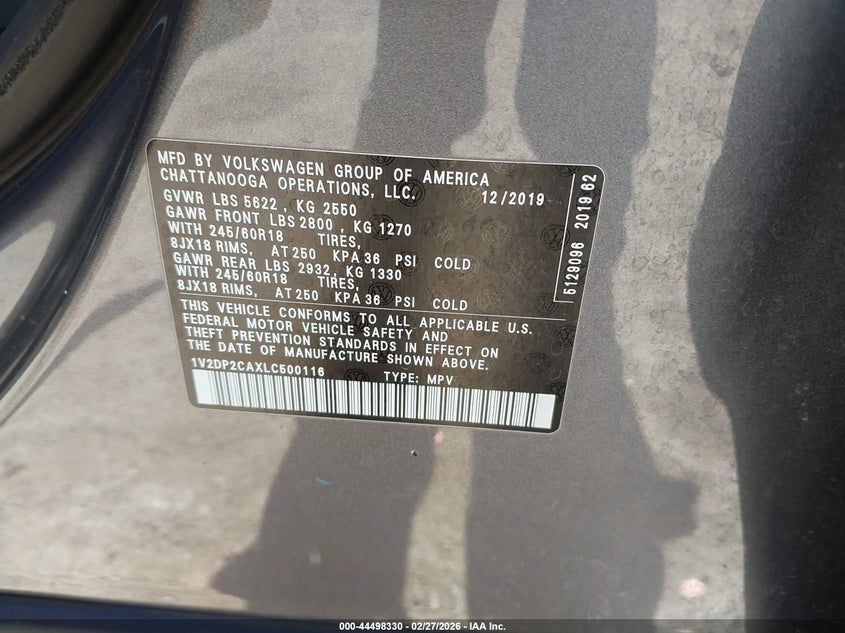 MFD BY VOLKSWAGEN GROUP OF AMERICA
CHATTANOOGA OPERATIONS, LLC. 12/2019
GVWR LBS 5622 , KG 2550
GAWR FRONT LBS 2800 , KG 1270
WITH 245/60R18 TIRES,
8JX18 RIMS, AT 250 KPA 36 PSI COLD
GAWR REAR LBS 2932, KG 1330
WITH 245/60R18 TIRES,
8JX18 RIMS, AT 250 KPA 36 PSI COLD
THIS VEHICLE CONFORMS TO ALL APPLICABLE U.S.
FEDERAL MOTOR VEHICLE SAFETY AND
THEFT PREVENTION STANDARDS IN EFFECT ON
THE DATE OF MANUFACTURE SHOWN ABOVE.
1V2DP2CAXLC500116 TYPE: MPV
5129096 2019 62
000-44498330 - 02/27/2026 - IAA Inc.